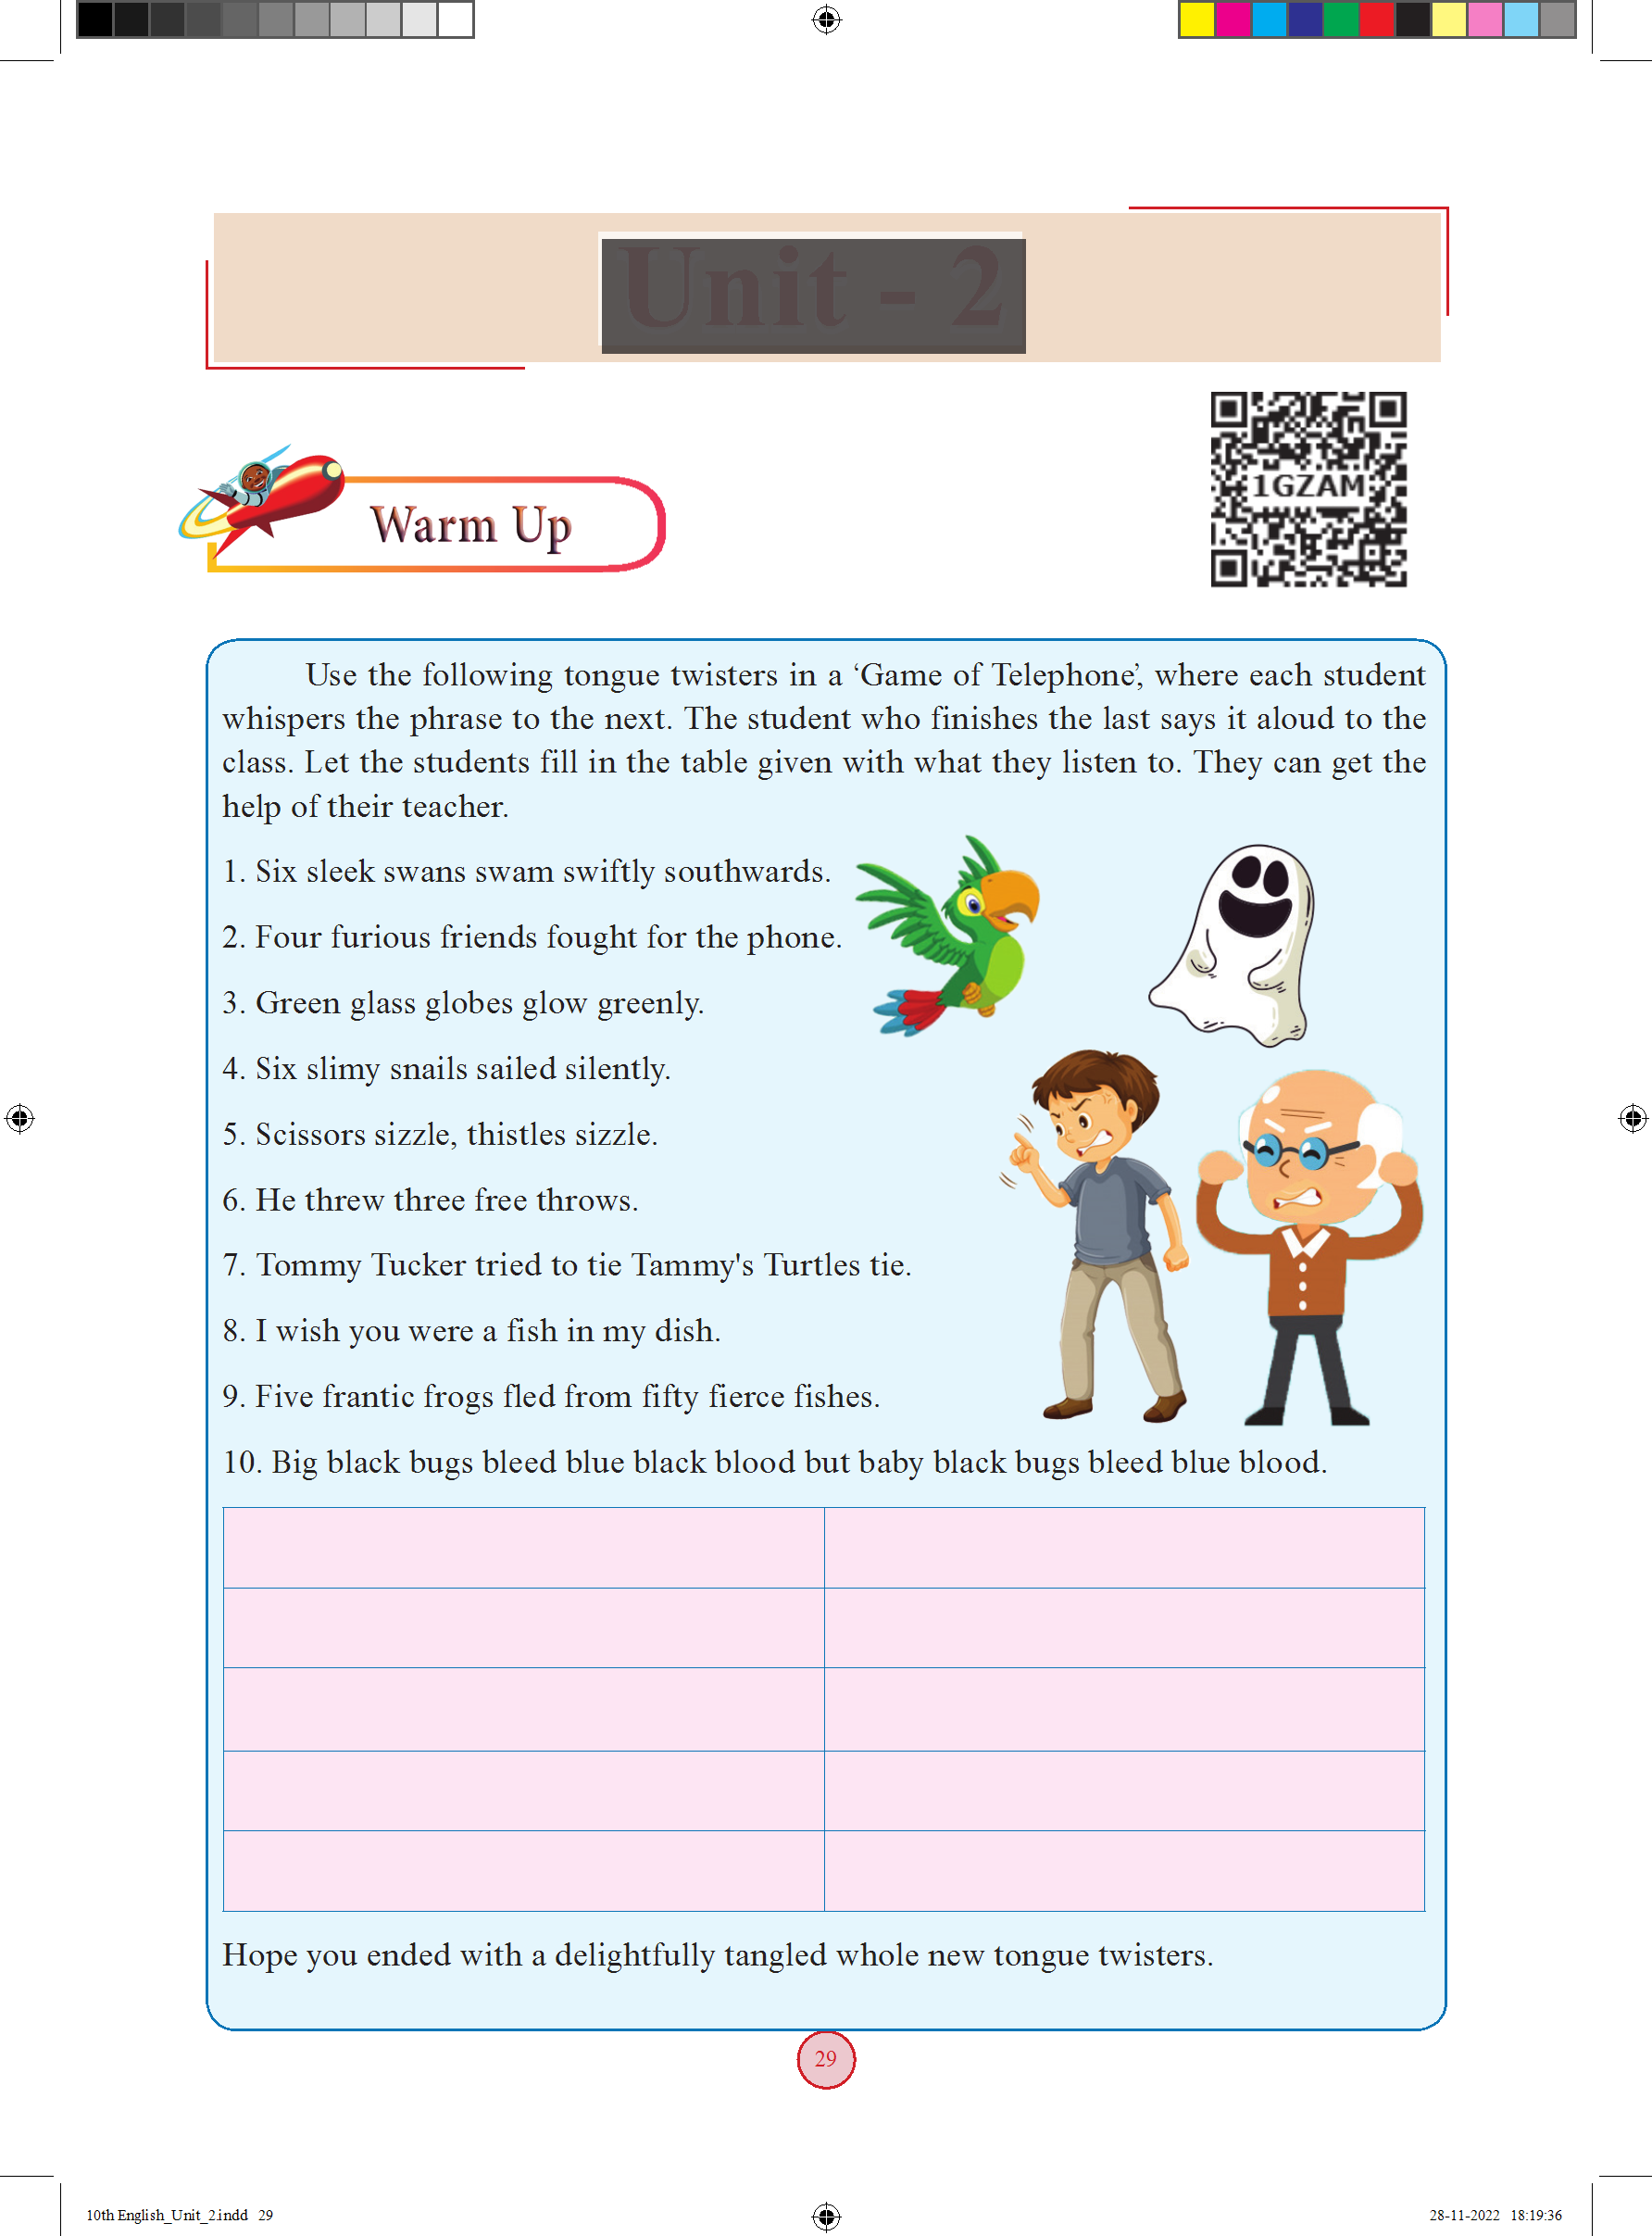 Unit - 2
1GZAM
Warm Up
Use the following tongue twisters in a ‘Game of Telephone’, where each student
whispers the phrase to the next. The student who finishes the last says it aloud to the
class. Let the students fill in the table given with what they listen to. They can get the
help of their teacher.
1. Six sleek swans swam swiftly southwards.
2. Four furious friends fought for the phone.
3. Green glass globes glow greenly.
4. Six slimy snails sailed silently.
5. Scissors sizzle, thistles sizzle.
6. He threw three free throws.
7. Tommy Tucker tried to tie Tammy's Turtles tie.
8. I wish you were a fish in my dish.
9. Five frantic frogs fled from fifty fierce fishes.
10. Big black bugs bleed blue black blood but baby black bugs bleed blue blood.
Hope you ended with a delightfully tangled whole new tongue twisters.
29
10th English_Unit_2.indd 29
28-11-2022 18:19:36